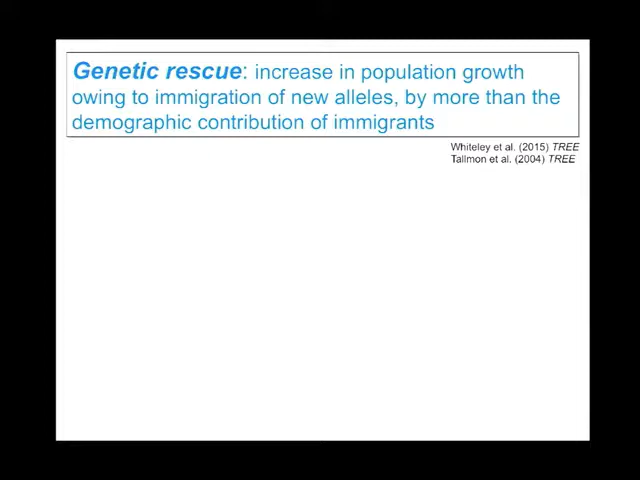 Genetic rescue: increase in population growth
owing to immigration of new alleles, by more than the
demographic contribution of immigrants
Whiteley et al. (2015) TREE
Tallmon et al. (2004) TREE